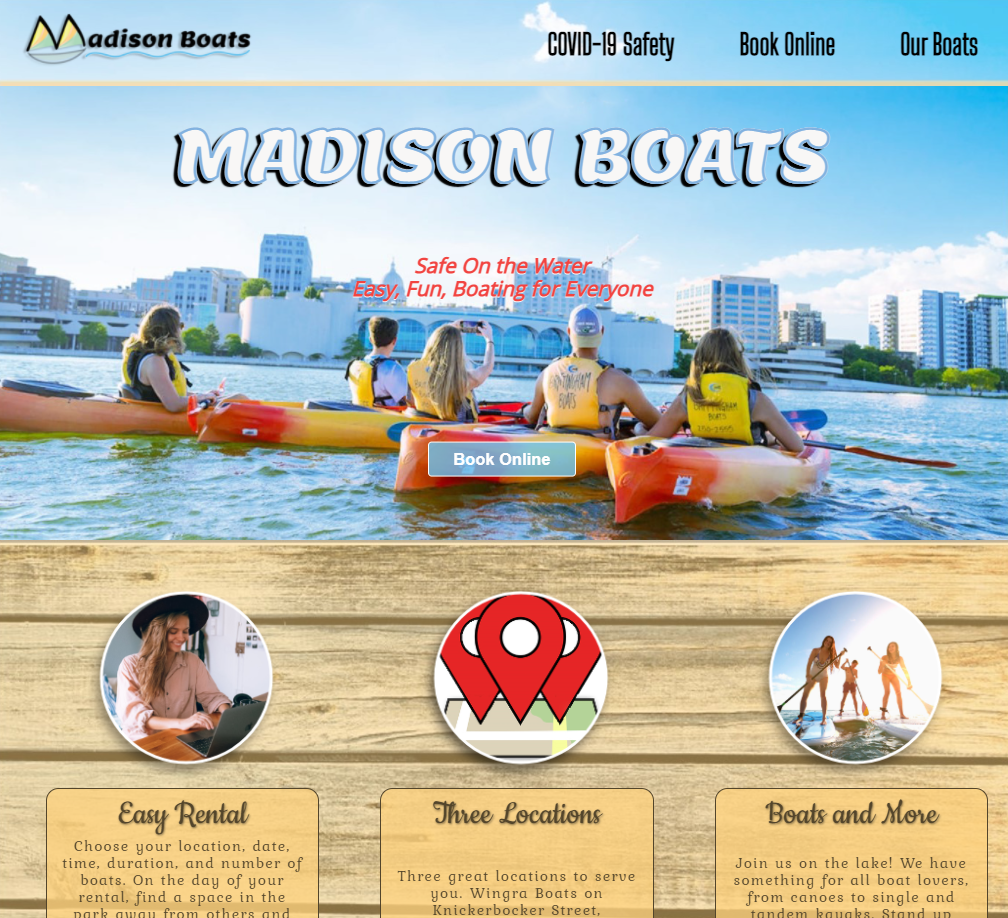 Madison Boats
COVID-19 Safety
Book Online
Our Boats
MADISON BOATS
Safe On the Water
Easy, Fun, Boating for Everyone
BOATS
Book Online
Easy Rental
Choose your location, date,
time, duration, and number of
boats. On the day of your
rental, find a space in the
park away from others and
Three Locations
Three great locations to serve
you. Wingra Boats on
Knickerbocker Street,
Boats and More
Join us on the lake! We have
something for all boat lovers,
from canoes to single and
tandem kayaks. Stand up